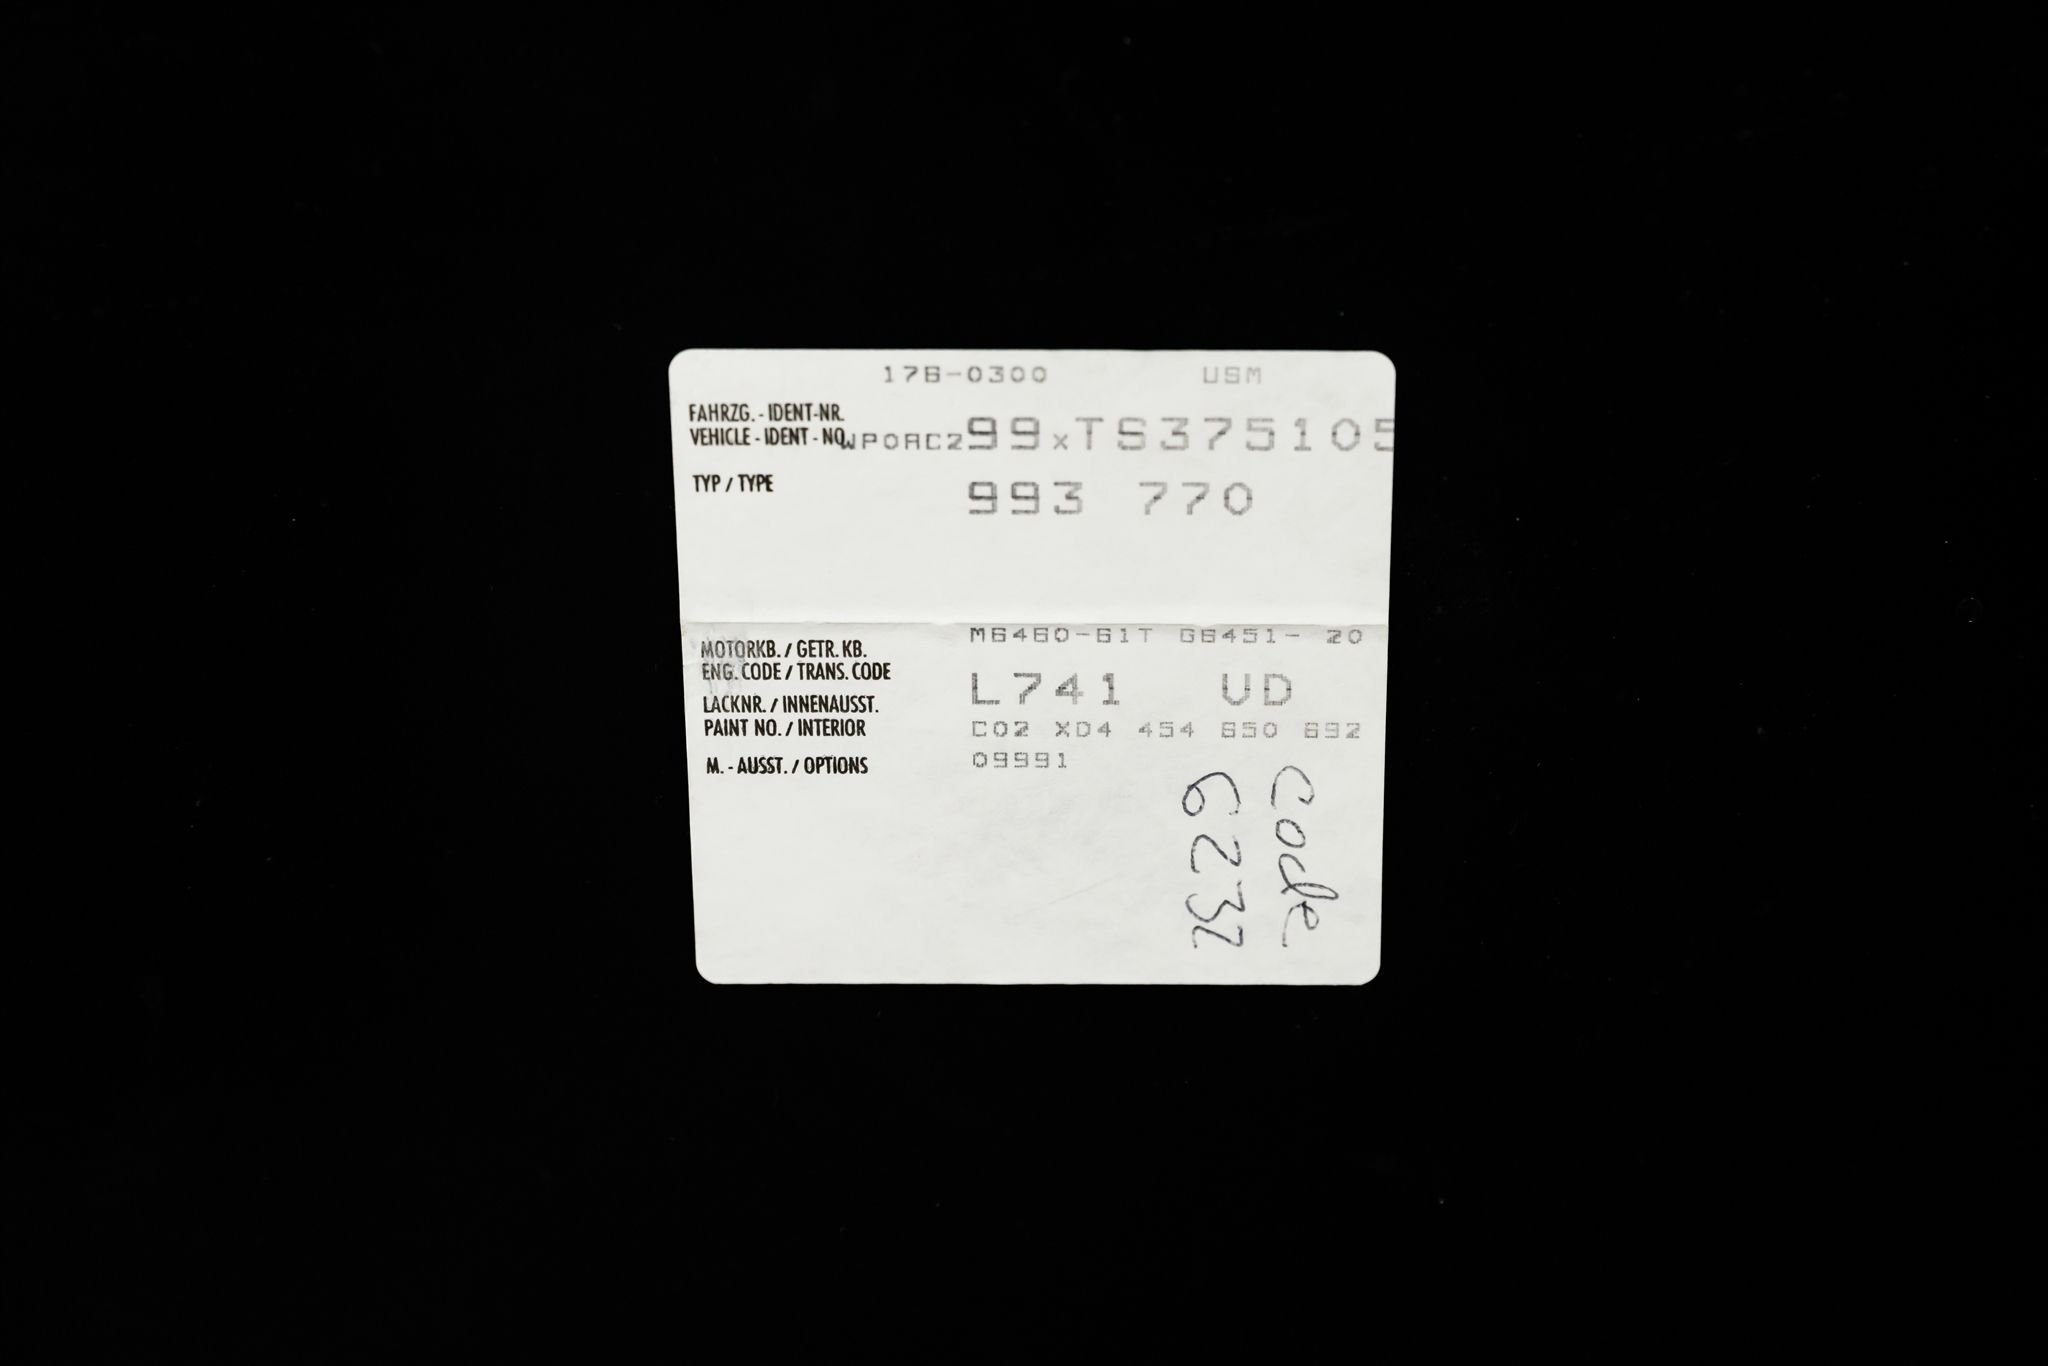 176-0300 USM
FAHRZG. - IDENT-NR.
VEHICLE - IDENT - NO. WP0AC299xTS375105
TYP / TYPE 993 770
MOTORKB. / GETR. KB. M6460-61T G6451- 20
ENG. CODE / TRANS. CODE
LACKNR. / INNENAUSST. L741 VD
PAINT NO. / INTERIOR C02 XD4 454 650 692
M. - AUSST. / OPTIONS 09991
Code
6232